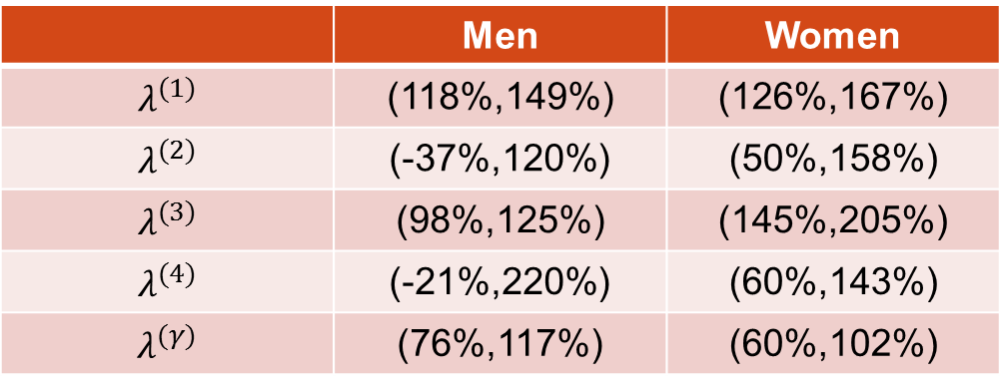 Men Women
λ⁽¹⁾ (118%,149%) (126%,167%)
λ⁽²⁾ (-37%,120%) (50%,158%)
λ⁽³⁾ (98%,125%) (145%,205%)
λ⁽⁴⁾ (-21%,220%) (60%,143%)
λ⁽ᵞ⁾ (76%,117%) (60%,102%)